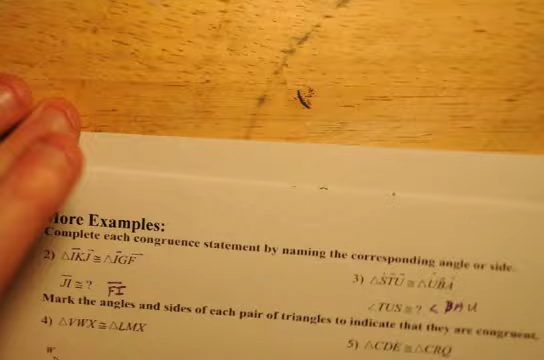 More Examples:
Complete each congruence statement by naming the corresponding angle or side.
2) △IKJ ≅ △IGF
3) △STU ≅ △UBA
JI ≅ ? FI
∠TUS ≅ ? < BAU
Mark the angles and sides of each pair of triangles to indicate that they are congruent.
4) △VWX ≅ △LMX
5) △CDE ≅ △CRQ
W